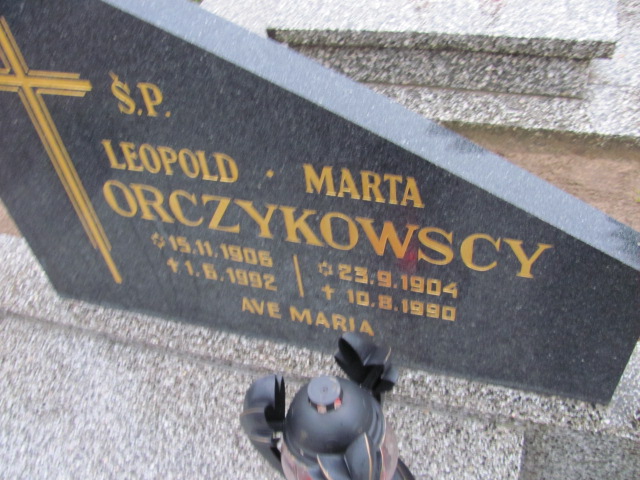 Ś.P.
LEOPOLD · MARTA
ORCZYKOWSCY
☆ 15.11.1906 ☆ 23.9.1904
✝ 1.6.1992 ✝ 10.8.1990
AVE MARIA